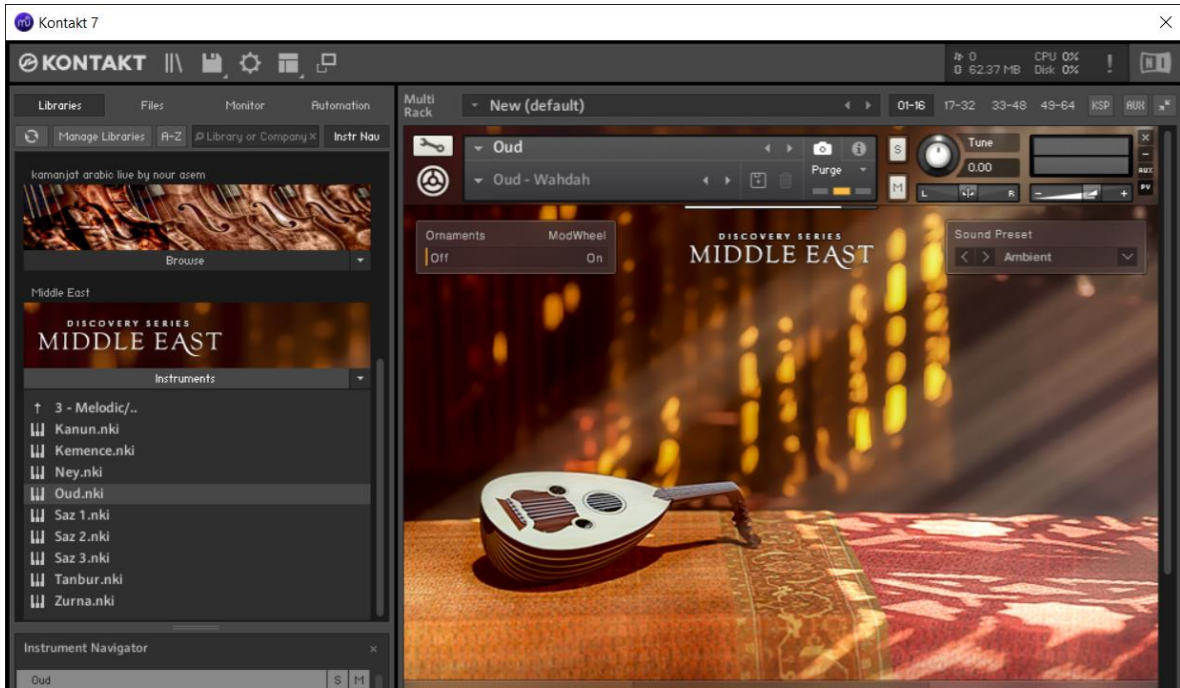 Kontakt 7
KONTAKT
0 CPU 0%
0 62.37 MB Disk 0%
NI
Libraries Files Monitor Automation
Manage Libraries A-Z Library or Company Instr Nav
kamanjat arabic live by nour asem
Browse
Middle East
DISCOVERY SERIES
MIDDLE EAST
Instruments
3 - Melodic/..
Kanun.nki
Kemence.nki
Ney.nki
Oud.nki
Saz 1.nki
Saz 2.nki
Saz 3.nki
Tanbur.nki
Zurna.nki
Instrument Navigator
Oud S M
Multi
Rack
New (default) 01-16 17-32 33-48 49-64 KSP AUX
Oud
Oud - Wahdah
Purge
S
M
Tune
0.00
L R - +
AUX
PV
Ornaments ModWheel
Off On
DISCOVERY SERIES
MIDDLE EAST
Sound Preset
Ambient